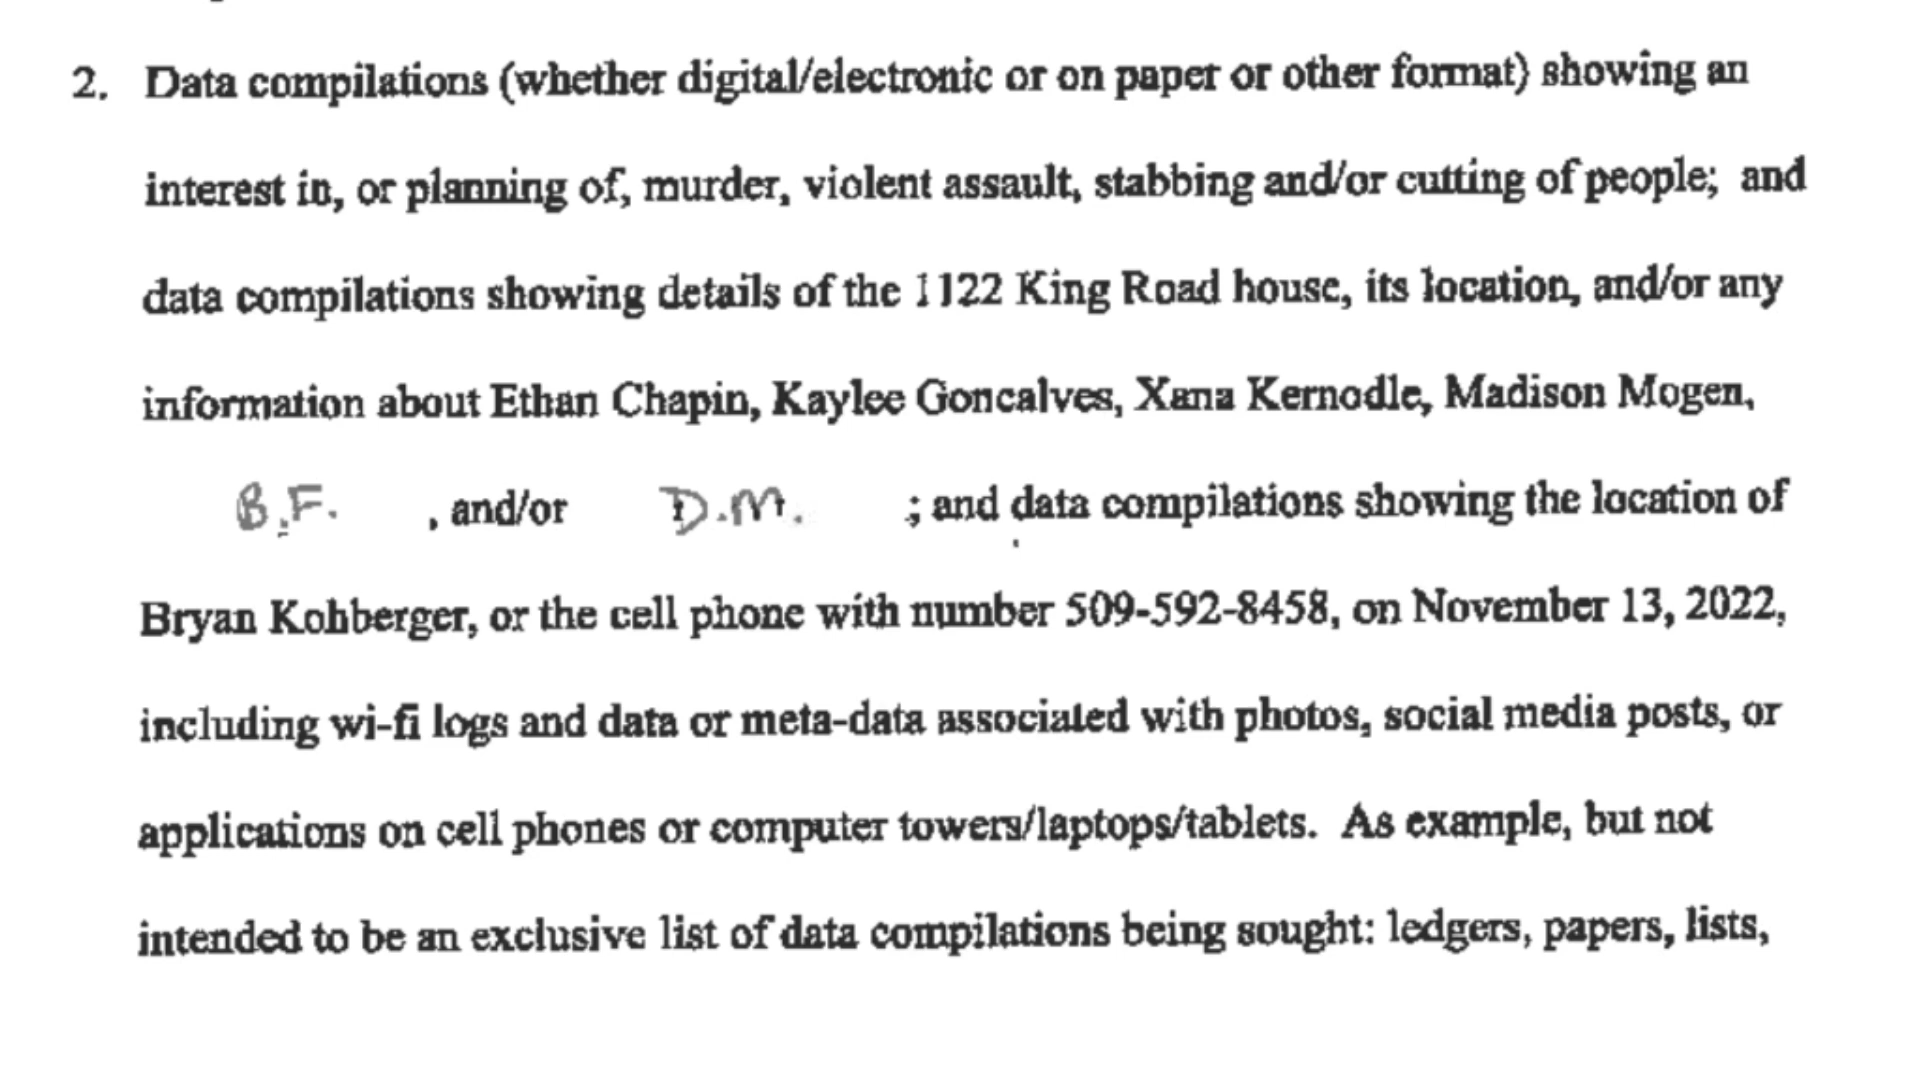 2. Data compilations (whether digital/electronic or on paper or other format) showing an
interest in, or planning of, murder, violent assault, stabbing and/or cutting of people; and
data compilations showing details of the 1122 King Road house, its location, and/or any
information about Ethan Chapin, Kaylee Goncalves, Xana Kernodle, Madison Mogen,
B.F. , and/or D.M. ; and data compilations showing the location of
Bryan Kohberger, or the cell phone with number 509-592-8458, on November 13, 2022,
including wi-fi logs and data or meta-data associated with photos, social media posts, or
applications on cell phones or computer towers/laptops/tablets. As example, but not
intended to be an exclusive list of data compilations being sought: ledgers, papers, lists,